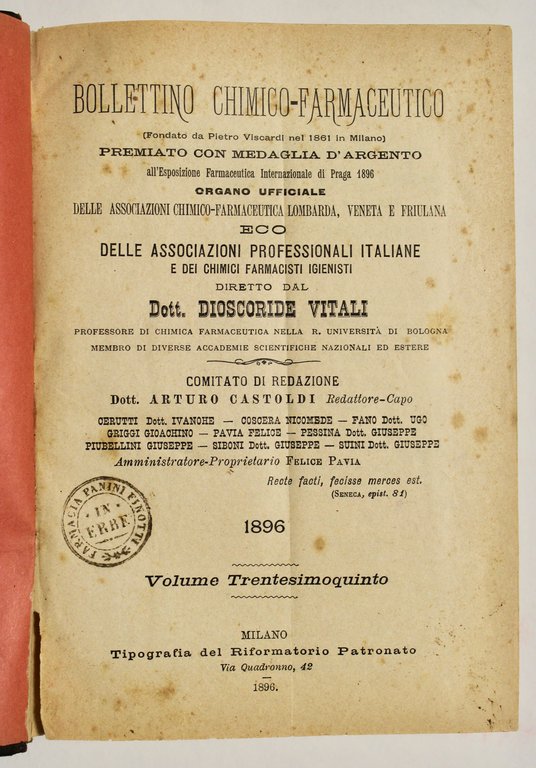 BOLLETTINO CHIMICO-FARMACEUTICO
(Fondato da Pietro Viscardi nel 1861 in Milano)
PREMIATO CON MEDAGLIA D'ARGENTO
all'Esposizione Farmaceutica Internazionale di Praga 1896
ORGANO UFFICIALE
DELLE ASSOCIAZIONI CHIMICO-FARMACEUTICA LOMBARDA, VENETA E FRIULANA
ECO
DELLE ASSOCIAZIONI PROFESSIONALI ITALIANE
E DEI CHIMICI FARMACISTI IGIENISTI
DIRETTO DAL
Dott. DIOSCORIDE VITALI
PROFESSORE DI CHIMICA FARMACEUTICA NELLA R. UNIVERSITÀ DI BOLOGNA
MEMBRO DI DIVERSE ACCADEMIE SCIENTIFICHE NAZIONALI ED ESTERE
COMITATO DI REDAZIONE
Dott. ARTURO CASTOLDI Redattore-Capo
CERUTTI Dott. IVANOHE — COSCERA NICOMEDE — FANO Dott. UGO
GRIGGI GIOACHINO — PAVIA FELICE — PESSINA Dott. GIUSEPPE
PIUBELLINI GIUSEPPE — SIBONI Dott. GIUSEPPE — SUINI Dott. GIUSEPPE
Amministratore-Proprietario FELICE PAVIA
Recte facti, fecisse merces est.
(SENECA, epist. 81)
FARMACIA PANINI FINOTTI
IN
ERBE
1896
Volume Trentesimoquinto
MILANO
Tipografia del Riformatorio Patronato
Via Quadronno, 42
1896.